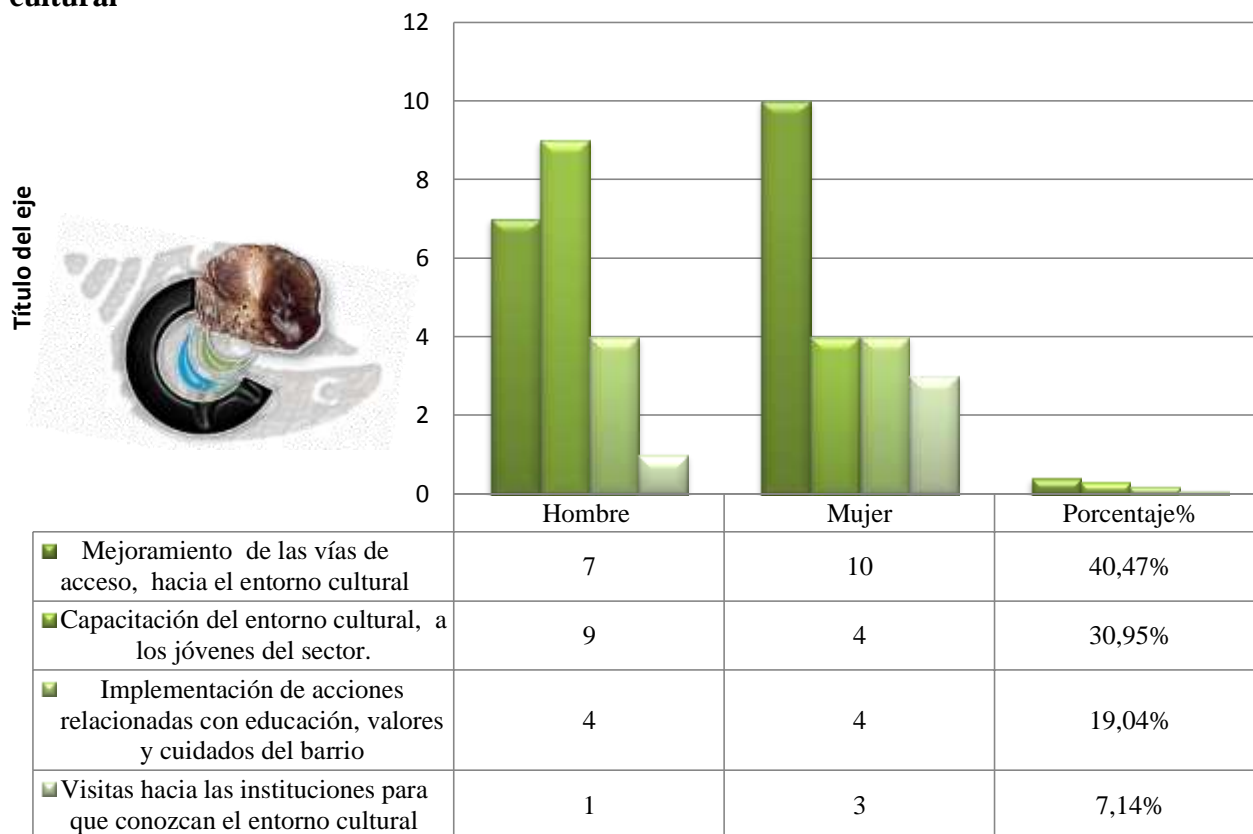 cultural
12
10
8
6
4
2
0
Título del eje
Hombre Mujer Porcentaje%
Mejoramiento de las vías de
acceso, hacia el entorno cultural
7 10 40,47%
Capacitación del entorno cultural, a
los jóvenes del sector.
9 4 30,95%
Implementación de acciones
relacionadas con educación, valores
y cuidados del barrio
4 4 19,04%
Visitas hacia las instituciones para
que conozcan el entorno cultural
1 3 7,14%